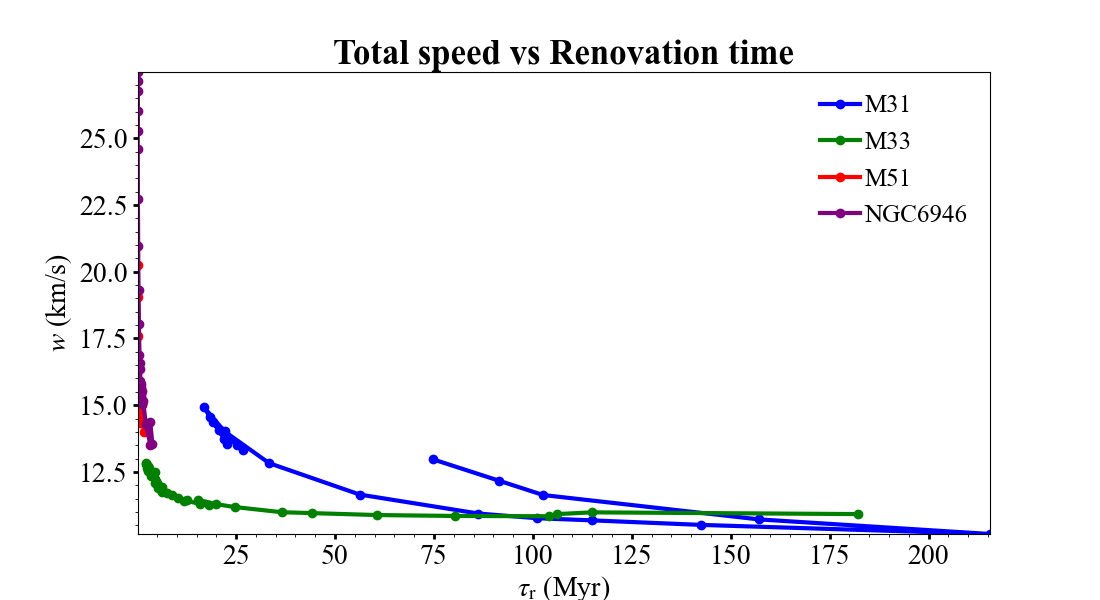 Total speed vs Renovation time
M31
M33
M51
NGC6946
25.0
22.5
20.0
17.5
15.0
12.5
w (km/s)
25 50 75 100 125 150 175 200
τr (Myr)